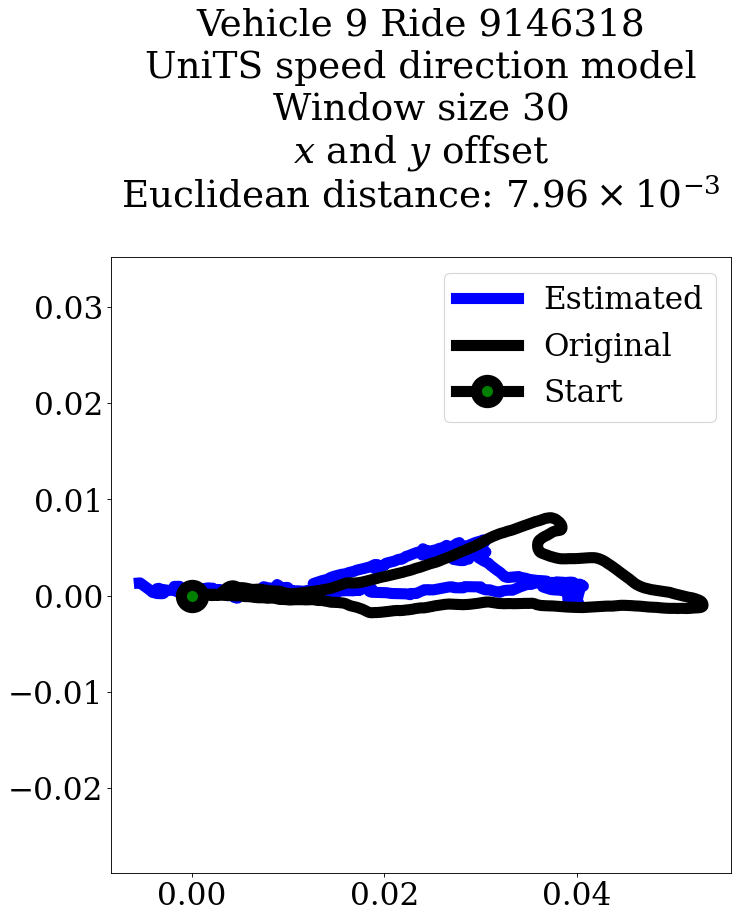 Vehicle 9 Ride 9146318
UniTS speed direction model
Window size 30
x and y offset
Euclidean distance: 7.96 × 10⁻³
Estimated
Original
Start
0.03
0.02
0.01
0.00
−0.01
−0.02
0.00 0.02 0.04